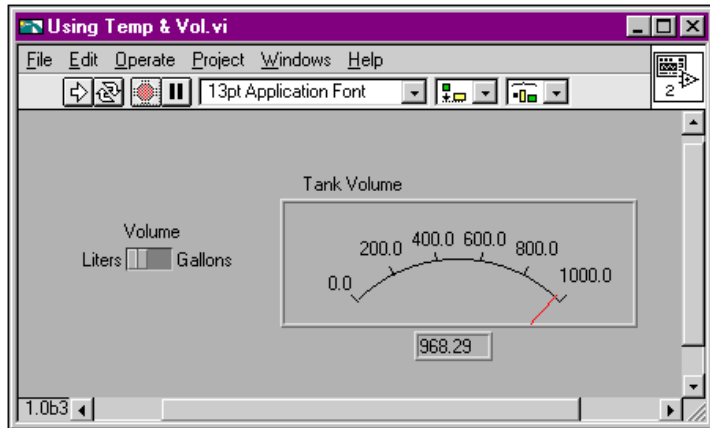 Using Temp & Vol.vi
File Edit Operate Project Windows Help
13pt Application Font
2
Tank Volume
Volume
Liters Gallons
0.0 200.0 400.0 600.0 800.0 1000.0
968.29
1.0b3